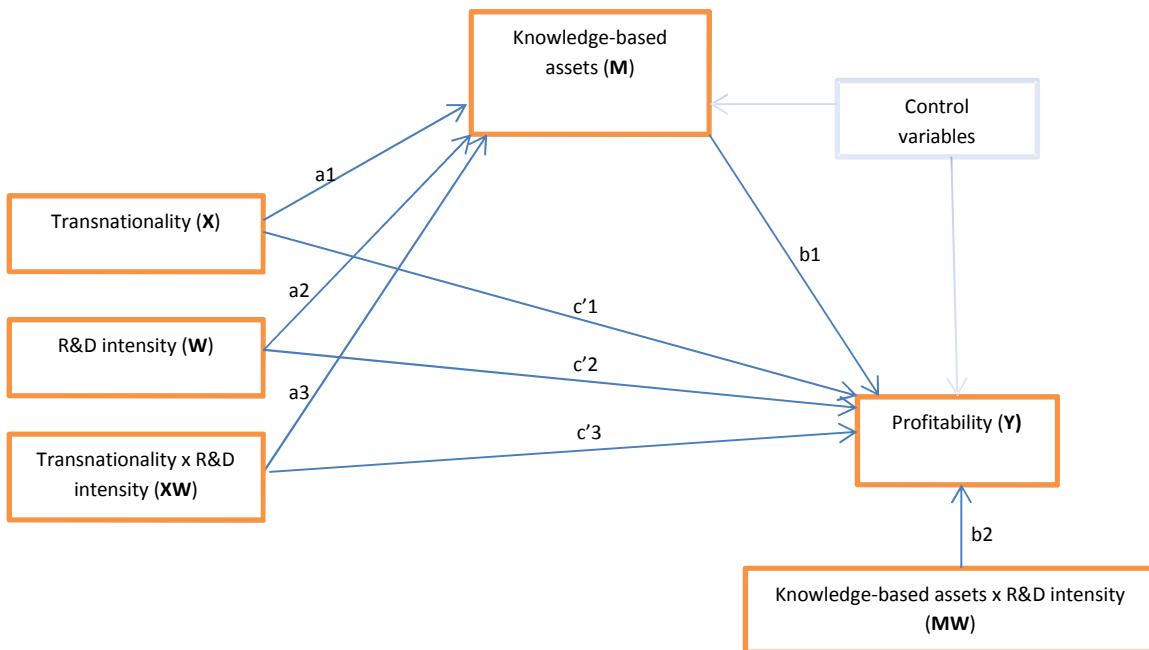 Knowledge-based
assets (M)
Control
variables
a1
Transnationality (X)
b1
a2
c’1
R&D intensity (W)
c’2
a3
Profitability (Y)
c’3
Transnationality x R&D
intensity (XW)
b2
Knowledge-based assets x R&D intensity
(MW)